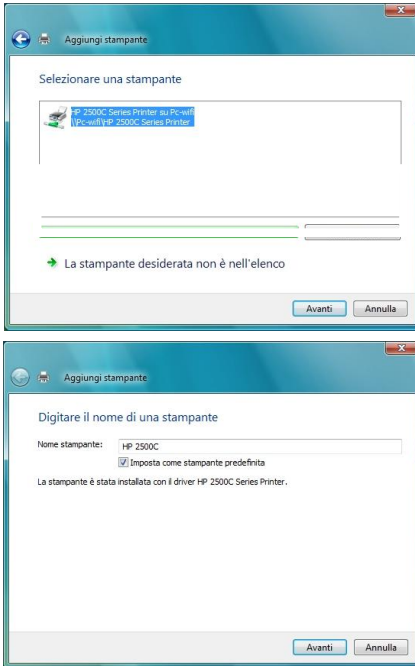 Aggiungi stampante
Selezionare una stampante
HP 2500C Series Printer su Pc-wifi
\\Pc-wifi\HP 2500C Series Printer
La stampante desiderata non è nell'elenco
Avanti
Annulla
Aggiungi stampante
Digitare il nome di una stampante
Nome stampante: HP 2500C
Imposta come stampante predefinita
La stampante è stata installata con il driver HP 2500C Series Printer.
Avanti
Annulla